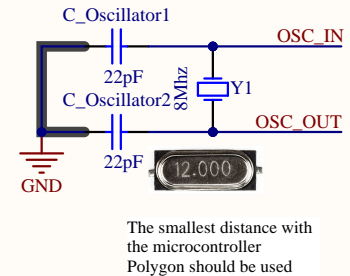 C_Oscillator1
OSC_IN
22pF
8Mhz
Y1
C_Oscillator2
OSC_OUT
22pF
12.000
GND
The smallest distance with
the microcontroller
Polygon should be used